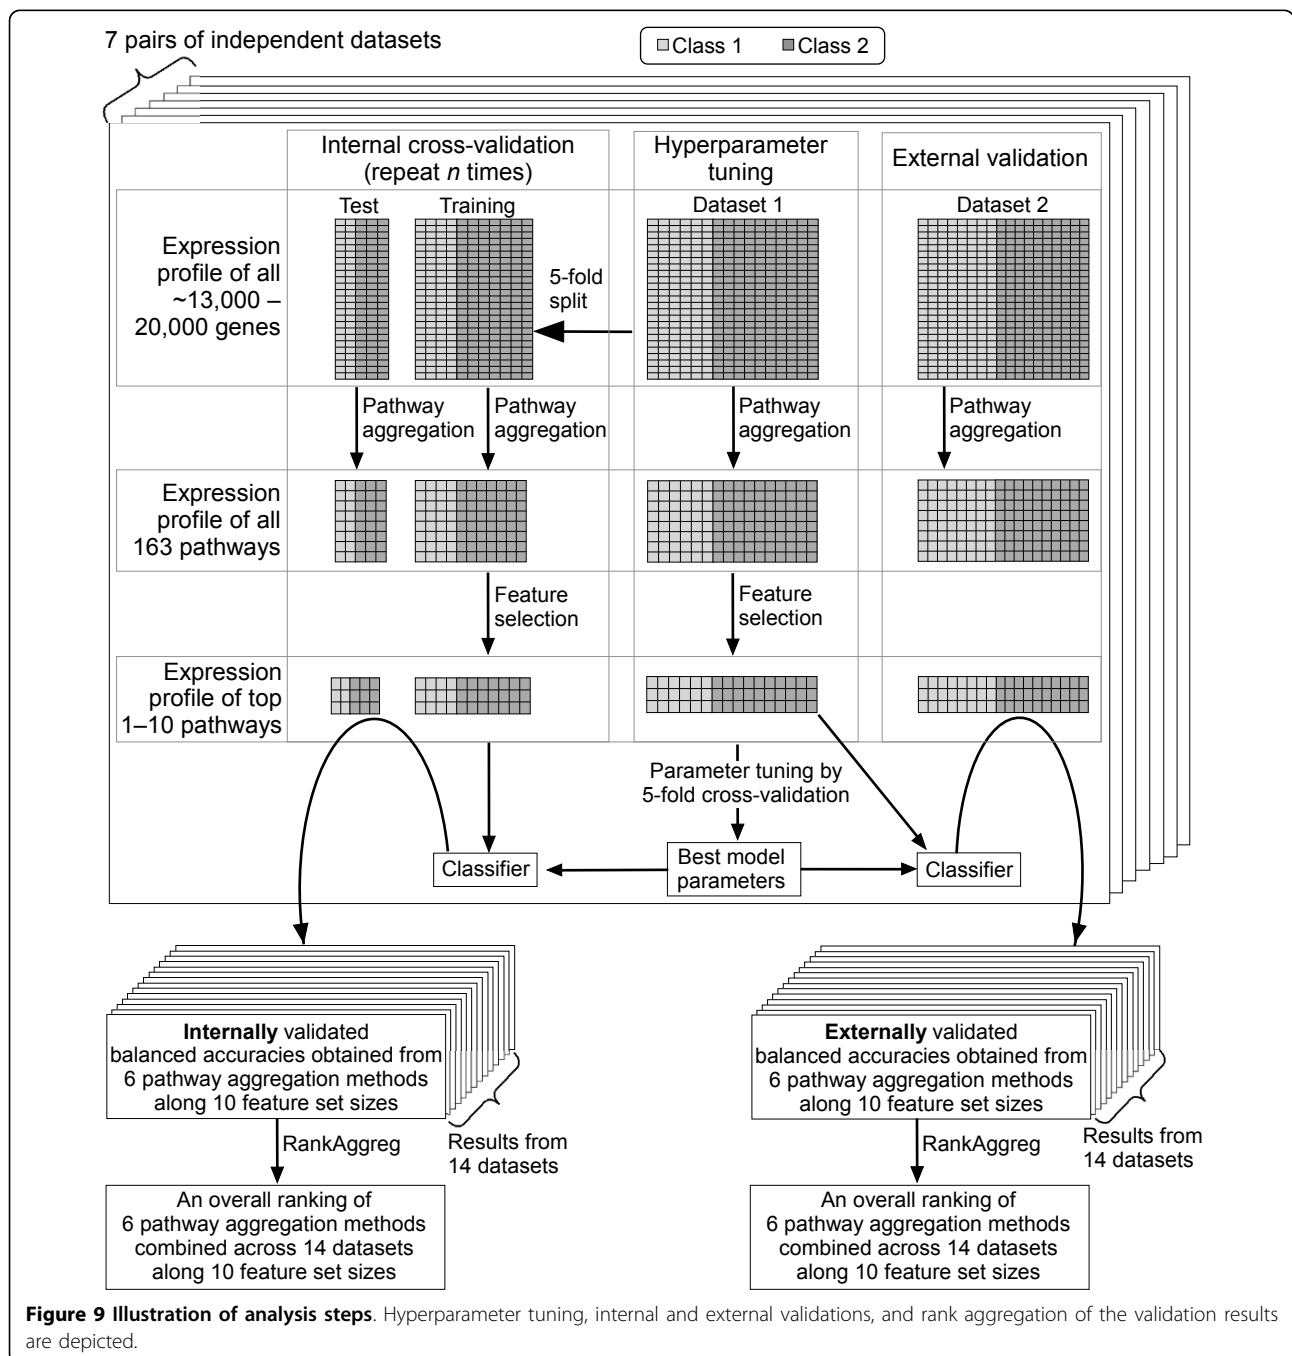 7 pairs of independent datasets
Class 1 Class 2
Internal cross-validation
(repeat n times)
Hyperparameter
tuning
External validation
Test Training
Dataset 1
Dataset 2
Expression
profile of all
~13,000 –
20,000 genes
5-fold
split
Pathway
aggregation
Pathway
aggregation
Pathway
aggregation
Pathway
aggregation
Expression
profile of all
163 pathways
Feature
selection
Feature
selection
Expression
profile of top
1–10 pathways
Parameter tuning by
5-fold cross-validation
Classifier
Best model
parameters
Classifier
Internally validated
balanced accuracies obtained from
6 pathway aggregation methods
along 10 feature set sizes
Results from
14 datasets
RankAggreg
An overall ranking of
6 pathway aggregation methods
combined across 14 datasets
along 10 feature set sizes
Externally validated
balanced accuracies obtained from
6 pathway aggregation methods
along 10 feature set sizes
Results from
14 datasets
RankAggreg
An overall ranking of
6 pathway aggregation methods
combined across 14 datasets
along 10 feature set sizes
Figure 9 Illustration of analysis steps. Hyperparameter tuning, internal and external validations, and rank aggregation of the validation results
are depicted.